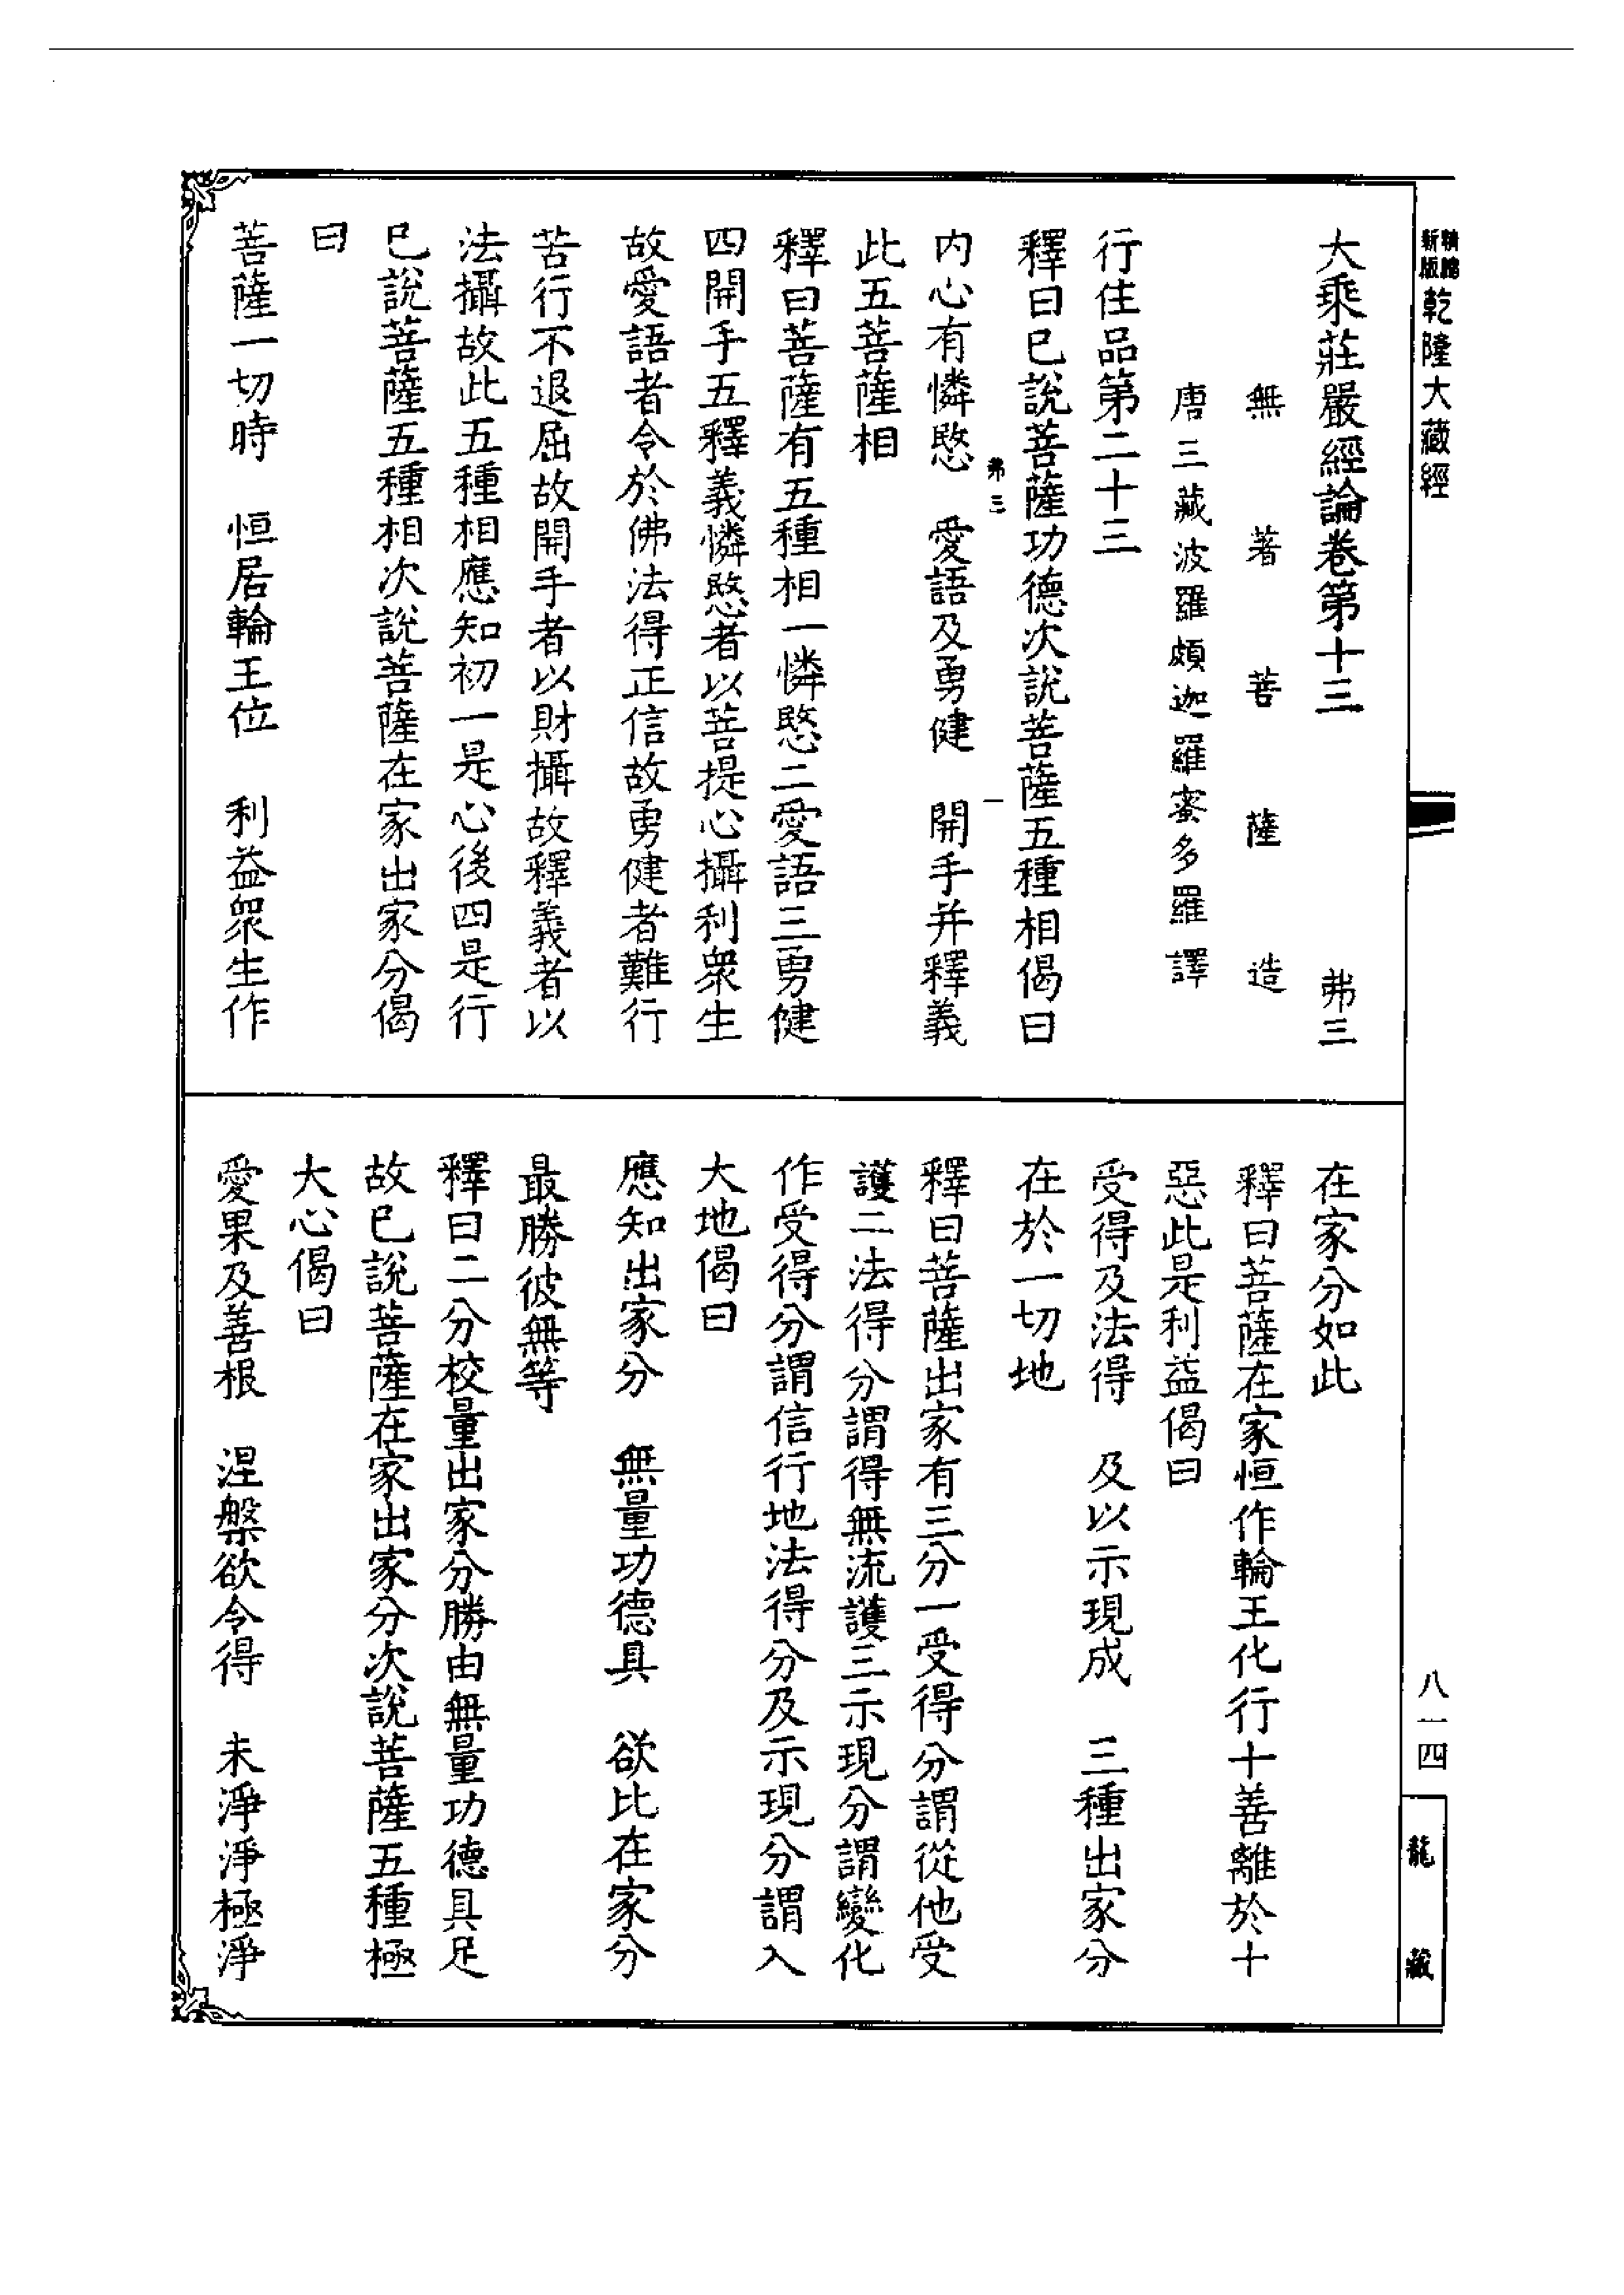 新版
乾隆大藏經
大乘莊嚴經論卷第十三 弗三
無著菩薩造
唐三藏波羅頗迦羅蜜多羅譯
行住品第二十三
釋曰已說菩薩功德次說菩薩五種相偈曰
弗三 一
內心有憐愍 愛語及勇健 開手并釋義
此五菩薩相
釋曰菩薩有五種相一憐愍二愛語三勇健
四開手五釋義憐愍者以菩提心攝利眾生
故愛語者令於佛法得正信故勇健者難行
苦行不退屈故開手者以財攝故釋義者以
法攝故此五種相應知初一是心後四是行
已說菩薩五種相次說菩薩在家出家分偈
曰
菩薩一切時 恒居輪王位 利益眾生作
在家分如此
釋曰菩薩在家恒作輪王化行十善離於十
惡此是利益偈曰
受得及法得 及以示現成 三種出家分
在於一切地
釋曰菩薩出家有三分一受得分謂從他受
護二法得分謂得無流護三示現分謂變化
作受得分謂信行地法得分及示現分謂入
大地偈曰
應知出家分 無量功德具 欲比在家分
最勝彼無等
釋曰二分校量出家分勝由無量功德具足
故已說菩薩在家出家分次說菩薩五種極
大心偈曰
愛果及善根 涅槃欲令得 未淨淨極淨
八一四
龍藏